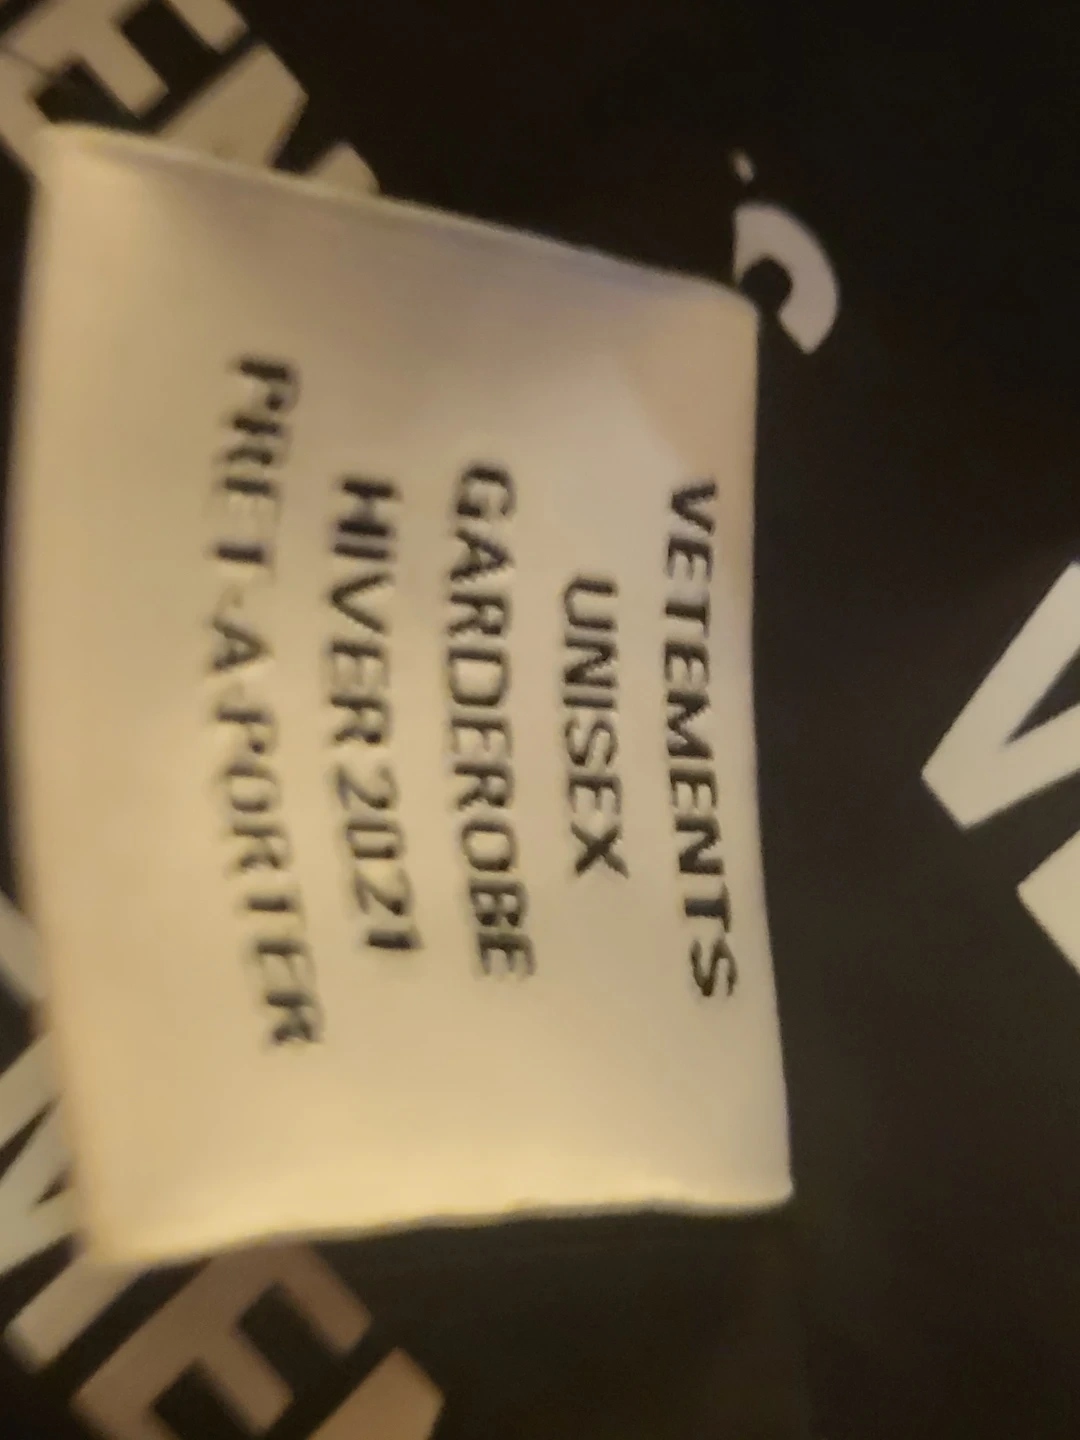 VETEMENTS
UNISEX
GARDEROBE
HIVER 2021
PRET-A-PORTER